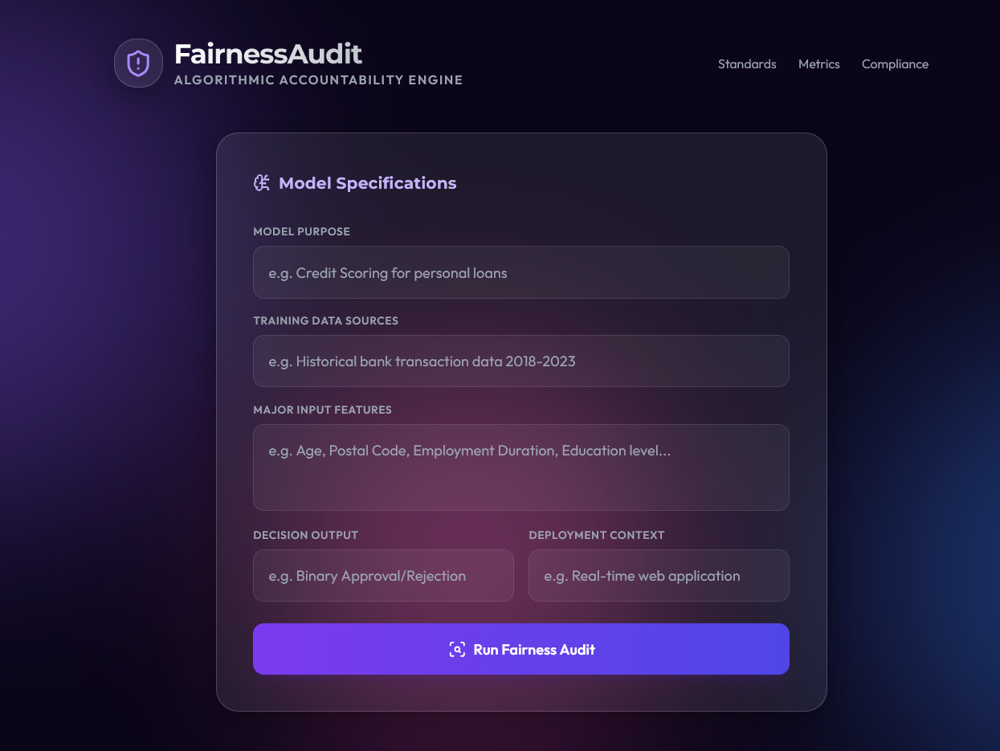 FairnessAudit
ALGORITHMIC ACCOUNTABILITY ENGINE
Standards
Metrics
Compliance
Model Specifications
MODEL PURPOSE
e.g. Credit Scoring for personal loans
TRAINING DATA SOURCES
e.g. Historical bank transaction data 2018-2023
MAJOR INPUT FEATURES
e.g. Age, Postal Code, Employment Duration, Education level...
DECISION OUTPUT
e.g. Binary Approval/Rejection
DEPLOYMENT CONTEXT
e.g. Real-time web application
Run Fairness Audit